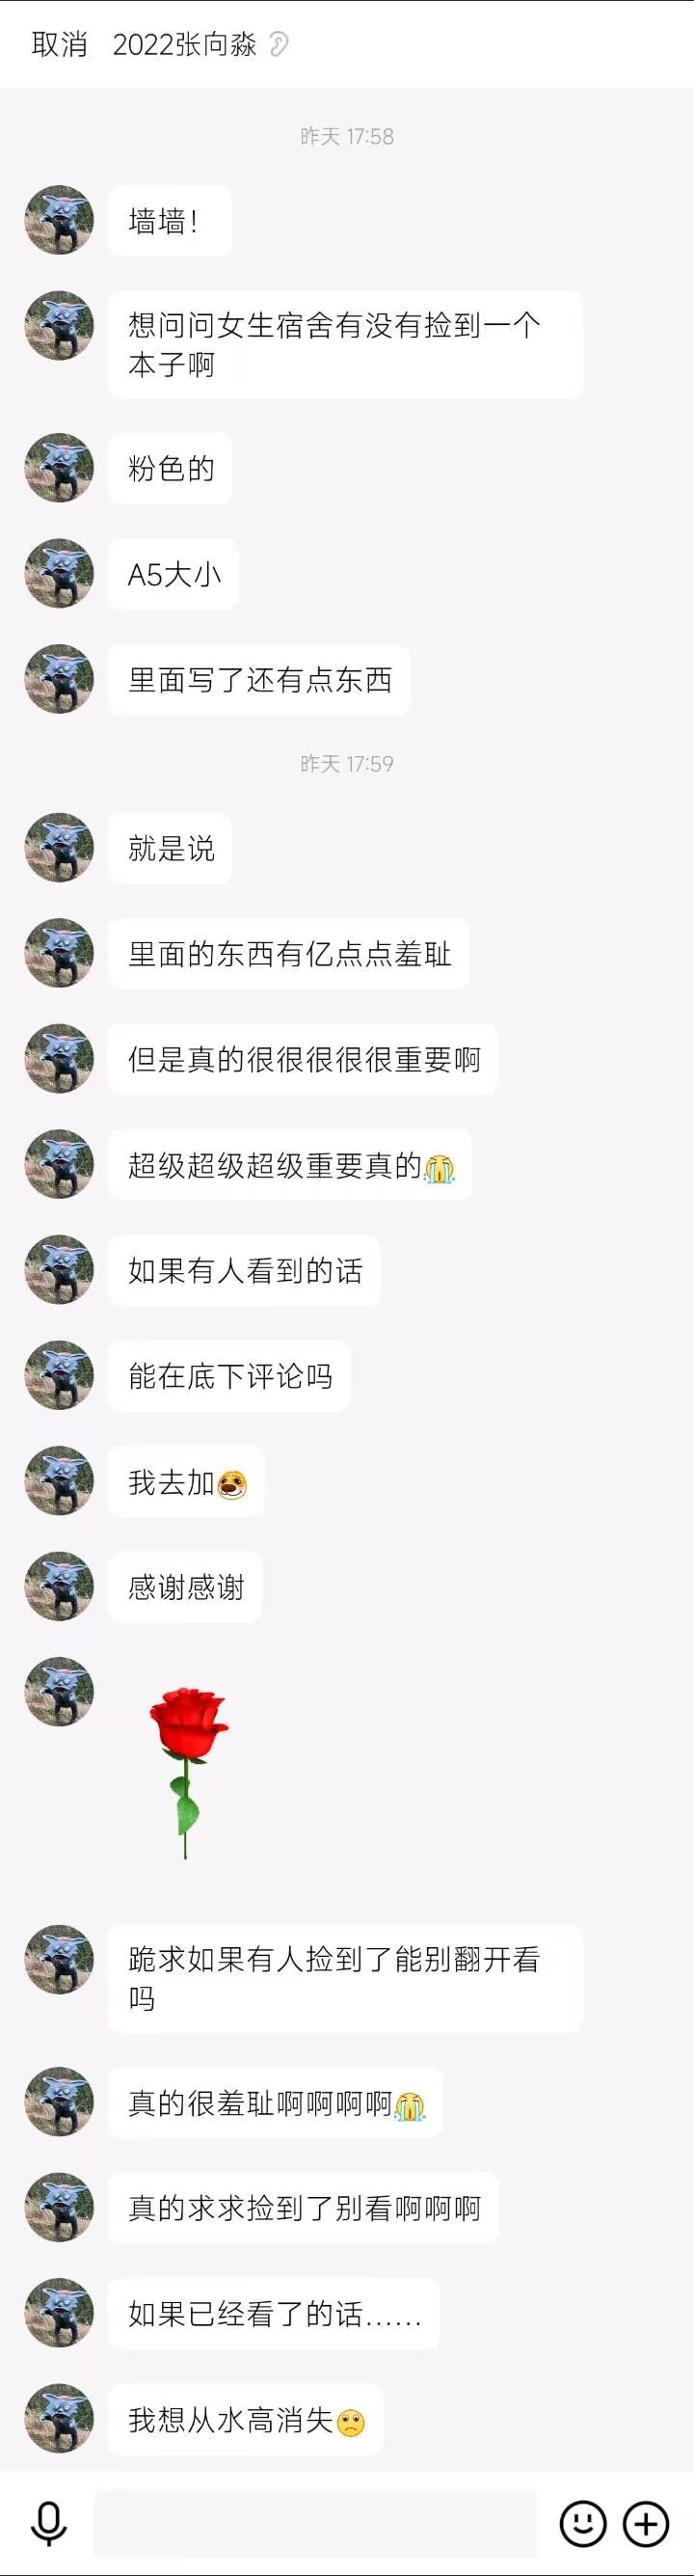 取消 2022张向淼
昨天 17:58
墙墙！
想问问女生宿舍有没有捡到一个
本子啊
粉色的
A5大小
里面写了还有点东西
昨天 17:59
就是说
里面的东西有亿点点羞耻
但是真的很很很很很重要啊
超级超级超级重要真的😭
如果有人看到的话
能在底下评论吗
我去加
感谢感谢
跪求如果有人捡到了能别翻开看
吗
真的很羞耻啊啊啊啊😭
真的求求捡到了别看啊啊啊
如果已经看了的话……
我想从水高消失🙁